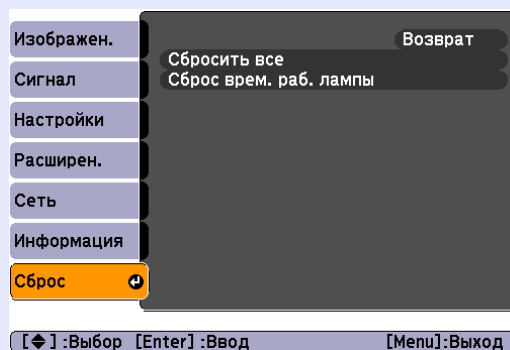 Изображен.
Сигнал
Настройки
Расширен.
Сеть
Информация
Сброс
Возврат
Сбросить все
Сброс врем. раб. лампы
[◆] :Выбор [Enter] :Ввод [Menu]:Выход